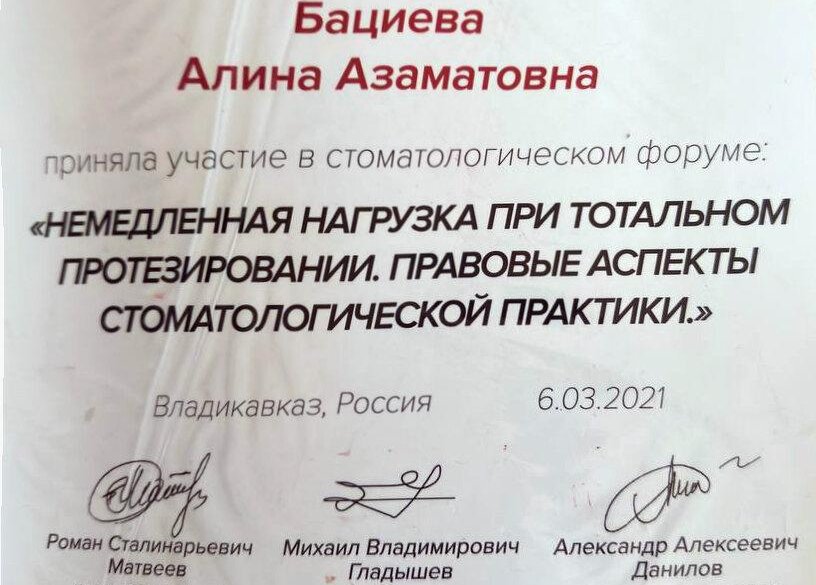 Бациева
Алина Азаматовна
приняла участие в стоматологическом форуме:
«НЕМЕДЛЕННАЯ НАГРУЗКА ПРИ ТОТАЛЬНОМ
ПРОТЕЗИРОВАНИИ. ПРАВОВЫЕ АСПЕКТЫ
СТОМАТОЛОГИЧЕСКОЙ ПРАКТИКИ.»
Владикавказ, Россия 6.03.2021
Роман Сталинарьевич Михаил Владимирович Александр Алексеевич
Матвеев Гладышев Данилов